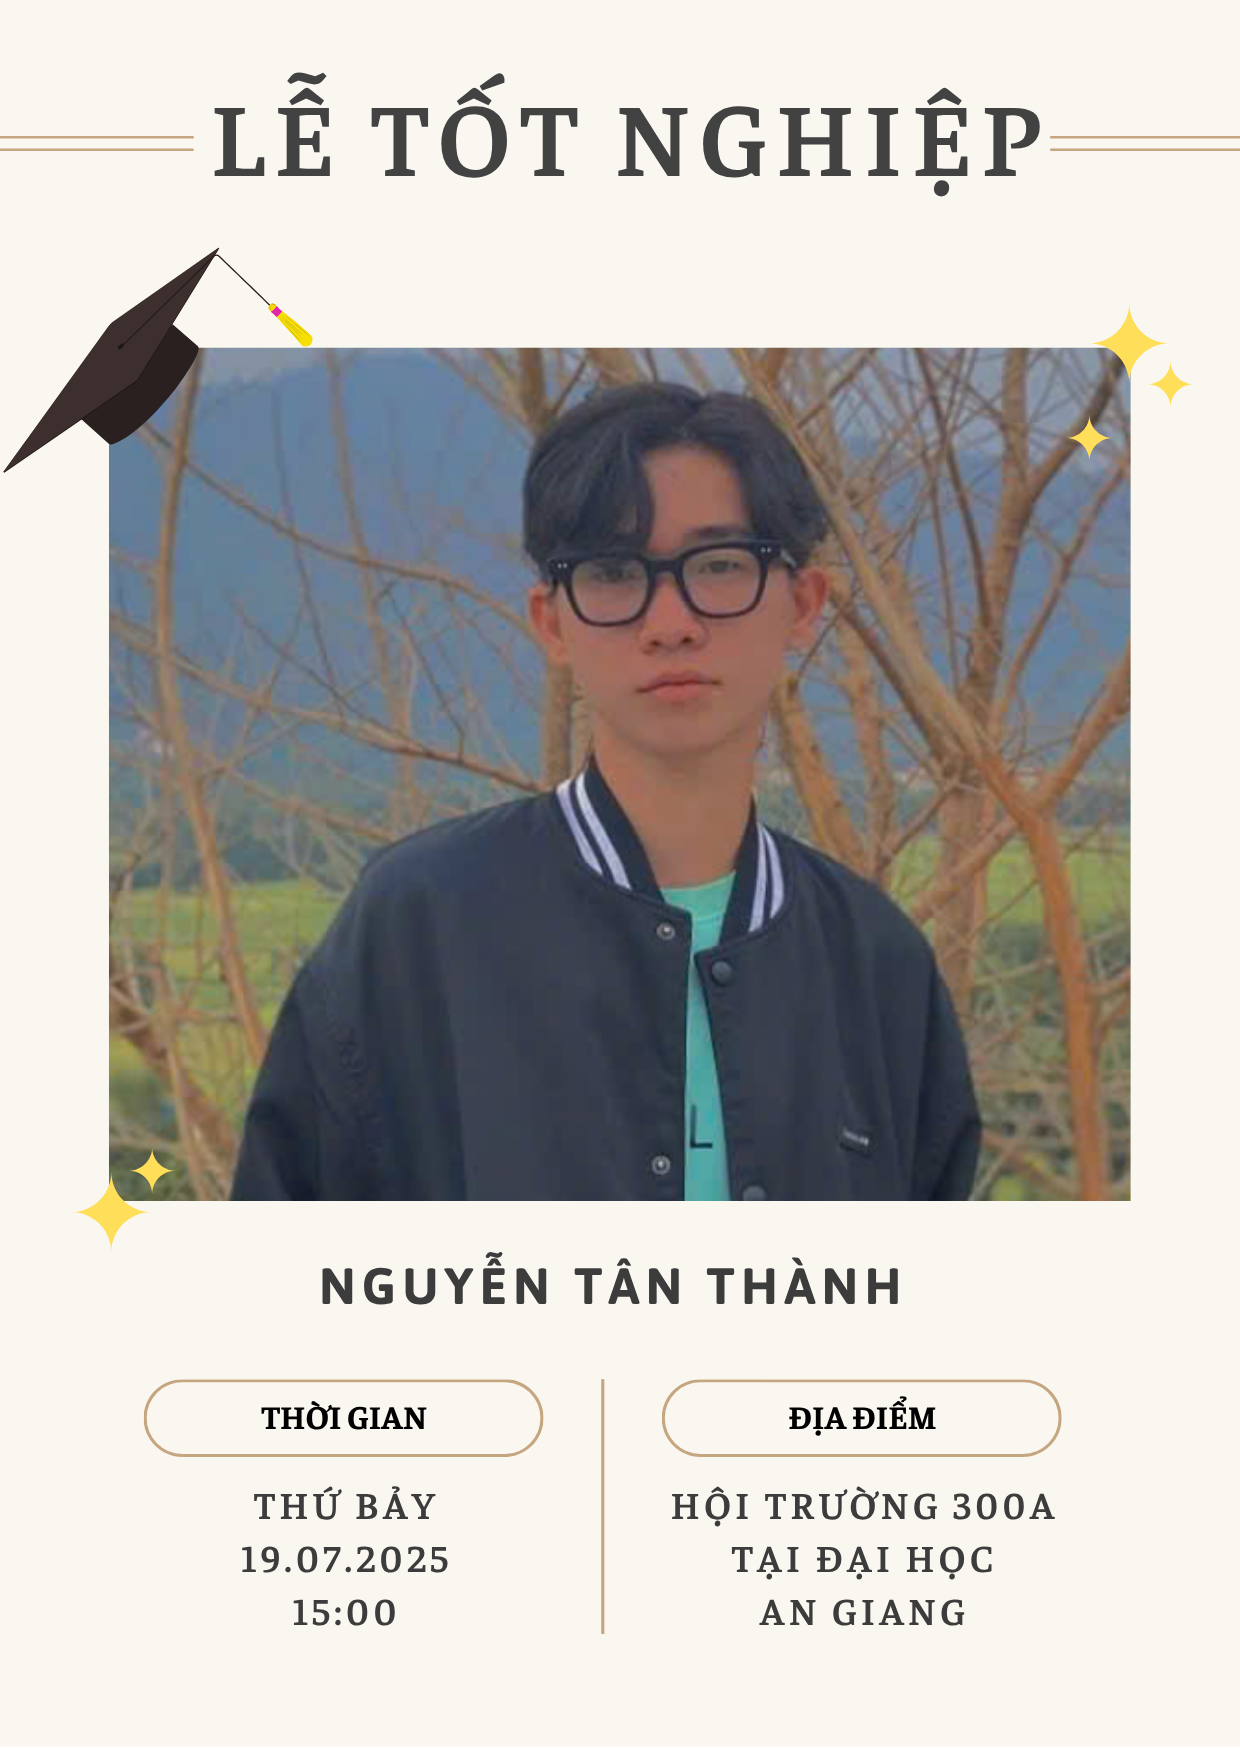 LỄ TỐT NGHIỆP
L
NGUYỄN TÂN THÀNH
THỜI GIAN
THỨ BẢY
19.07.2025
15:00
ĐỊA ĐIỂM
HỘI TRƯỜNG 300A
TẠI ĐẠI HỌC
AN GIANG